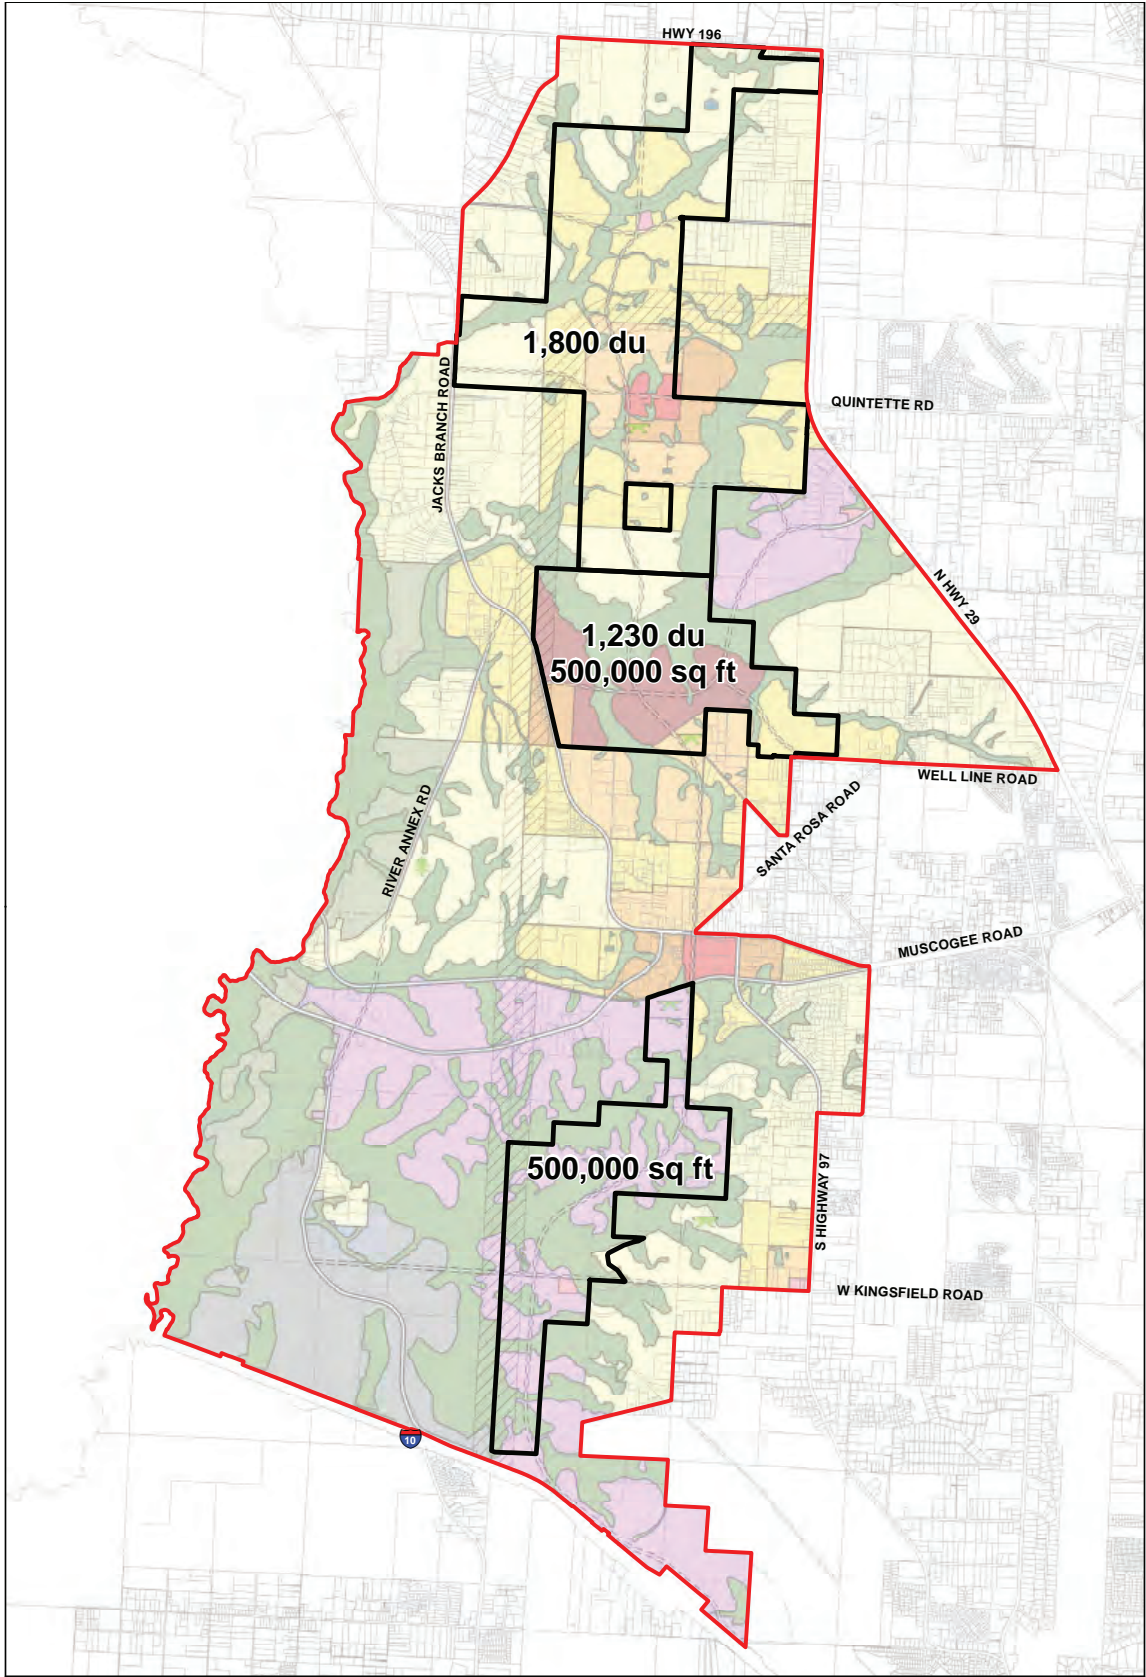 HWY 196
1,800 du
JACKS BRANCH ROAD
QUINTETTE RD
N HWY 29
1,230 du
500,000 sq ft
WELL LINE ROAD
SANTA ROSA ROAD
RIVER ANNEX RD
MUSCOGEE ROAD
500,000 sq ft
S HIGHWAY 97
W KINGSFIELD ROAD
10